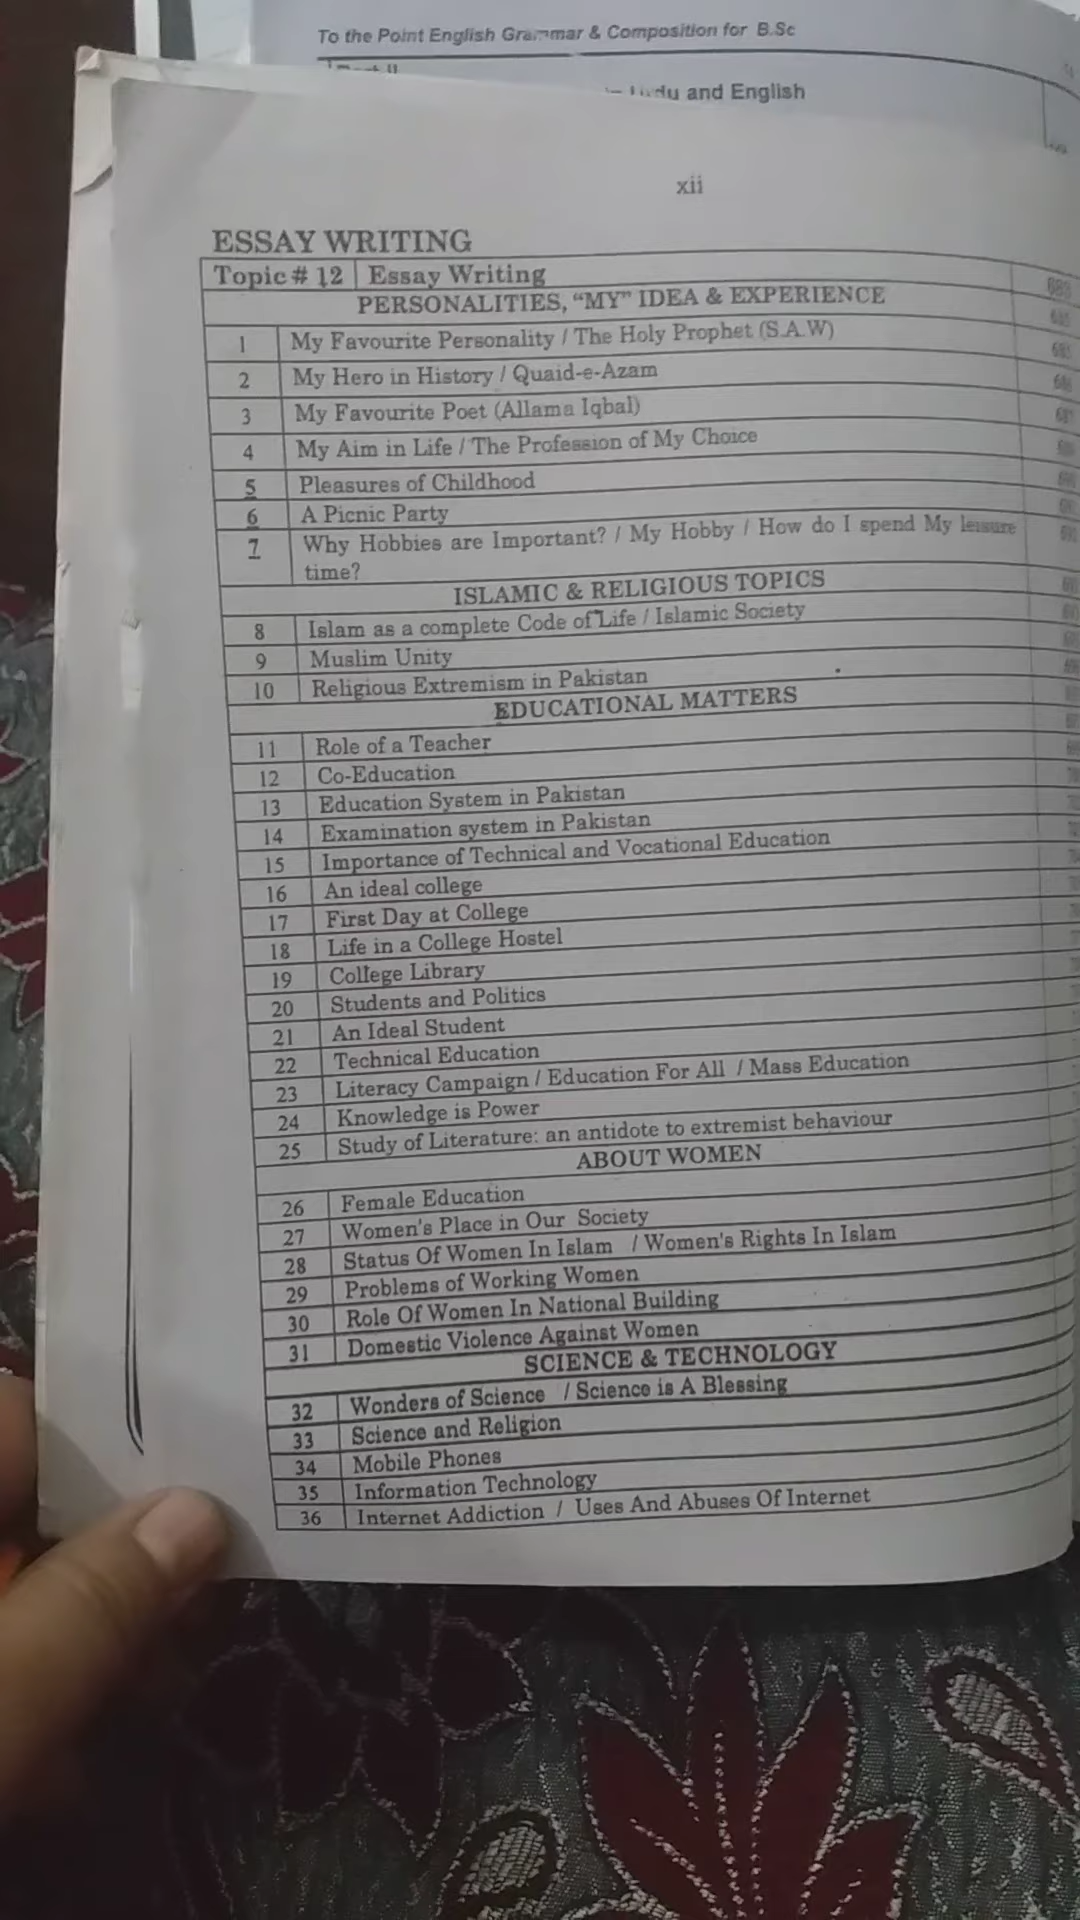 To the Point English Grammar & Composition for B.Sc
Urdu and English
xii
ESSAY WRITING
Topic # 12 Essay Writing
PERSONALITIES, “MY” IDEA & EXPERIENCE
1 My Favourite Personality / The Holy Prophet (S.A.W)
2 My Hero in History / Quaid-e-Azam
3 My Favourite Poet (Allama Iqbal)
4 My Aim in Life / The Profession of My Choice
5 Pleasures of Childhood
6 A Picnic Party
7 Why Hobbies are Important? / My Hobby / How do I spend My leisure
time?
ISLAMIC & RELIGIOUS TOPICS
8 Islam as a complete Code of Life / Islamic Society
9 Muslim Unity
10 Religious Extremism in Pakistan
EDUCATIONAL MATTERS
11 Role of a Teacher
12 Co-Education
13 Education System in Pakistan
14 Examination system in Pakistan
15 Importance of Technical and Vocational Education
16 An ideal college
17 First Day at College
18 Life in a College Hostel
19 College Library
20 Students and Politics
21 An Ideal Student
22 Technical Education
23 Literacy Campaign / Education For All / Mass Education
24 Knowledge is Power
25 Study of Literature: an antidote to extremist behaviour
ABOUT WOMEN
26 Female Education
27 Women's Place in Our Society
28 Status Of Women In Islam / Women's Rights In Islam
29 Problems of Working Women
30 Role Of Women In National Building
31 Domestic Violence Against Women
SCIENCE & TECHNOLOGY
32 Wonders of Science / Science is A Blessing
33 Science and Religion
34 Mobile Phones
35 Information Technology
36 Internet Addiction / Uses And Abuses Of Internet